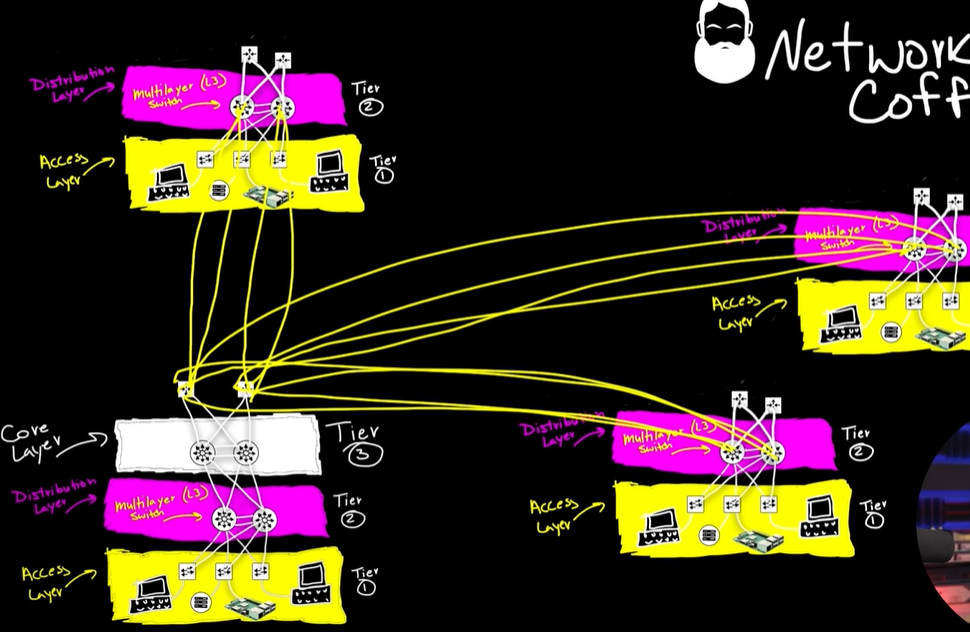 Network
Coff
Distribution
Layer
Multilayer (L3)
Switch
Tier
2
Access
Layer
Tier
1
Distribution
Layer
Multilayer (L3)
Switch
Access
Layer
Core
Layer
Tier
3
Distribution
Layer
Multilayer (L3)
Switch
Tier
2
Access
Layer
Tier
1
Distribution
Layer
Multilayer (L3)
Switch
Tier
2
Access
Layer
Tier
1